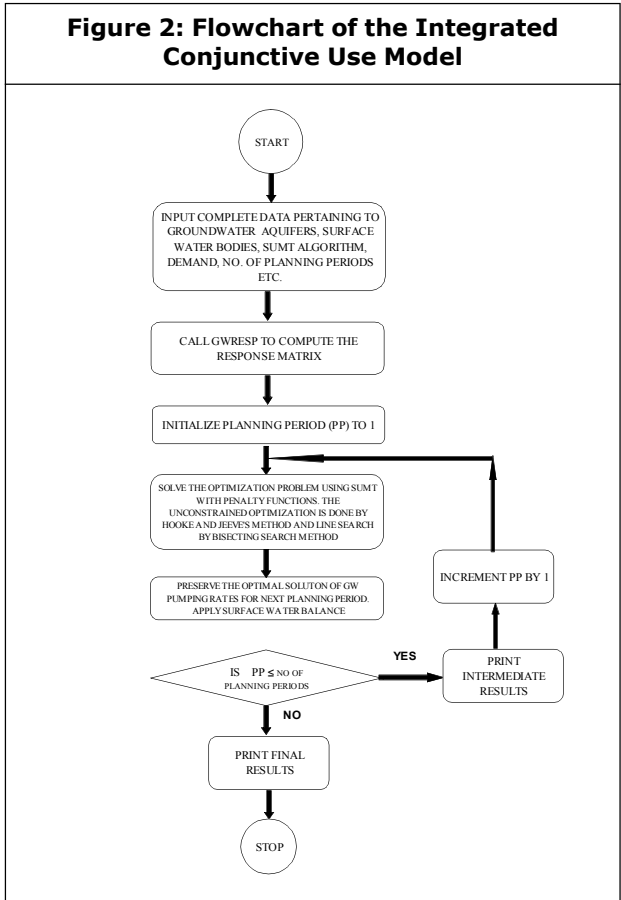 Figure 2: Flowchart of the Integrated
Conjunctive Use Model
START
INPUT COMPLETE DATA PERTAINING TO
GROUNDWATER AQUIFERS, SURFACE
WATER BODIES, SUMT ALGORITHM,
DEMAND, NO. OF PLANNING PERIODS
ETC.
CALL GWRESP TO COMPUTE THE
RESPONSE MATRIX
INITIALIZE PLANNING PERIOD (PP) TO 1
SOLVE THE OPTIMIZATION PROBLEM USING SUMT
WITH PENALTY FUNCTIONS. THE
UNCONSTRAINED OPTIMIZATION IS DONE BY
HOOKE AND JEEVE'S METHOD AND LINE SEARCH
BY BISECTING SEARCH METHOD
INCREMENT PP BY 1
PRESERVE THE OPTIMAL SOLUTON OF GW
PUMPING RATES FOR NEXT PLANNING PERIOD.
APPLY SURFACE WATER BALANCE
IS PP ≤ NO OF
PLANNING PERIODS
YES
PRINT
INTERMEDIATE
RESULTS
NO
PRINT FINAL
RESULTS
STOP